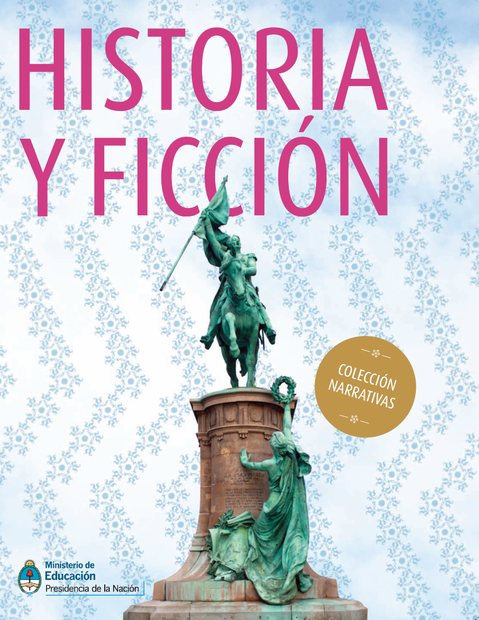 HISTORIA
Y FICCIÓN
COLECCIÓN
NARRATIVAS
Ministerio de
Educación
Presidencia de la Nación